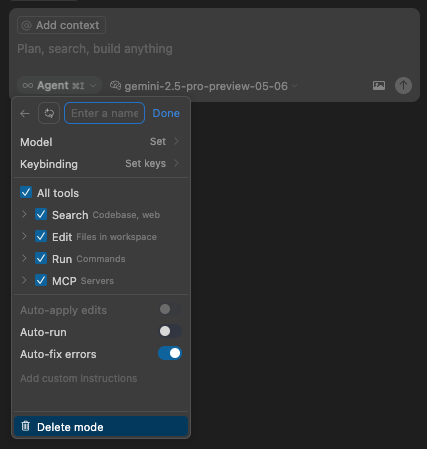 @ Add context
Plan, search, build anything
∞ Agent ⌘I
gemini-2.5-pro-preview-05-06
Enter a name
Done
Model Set
Keybinding Set keys
All tools
Search Codebase, web
Edit Files in workspace
Run Commands
MCP Servers
Auto-apply edits
Auto-run
Auto-fix errors
Add custom instructions
Delete mode